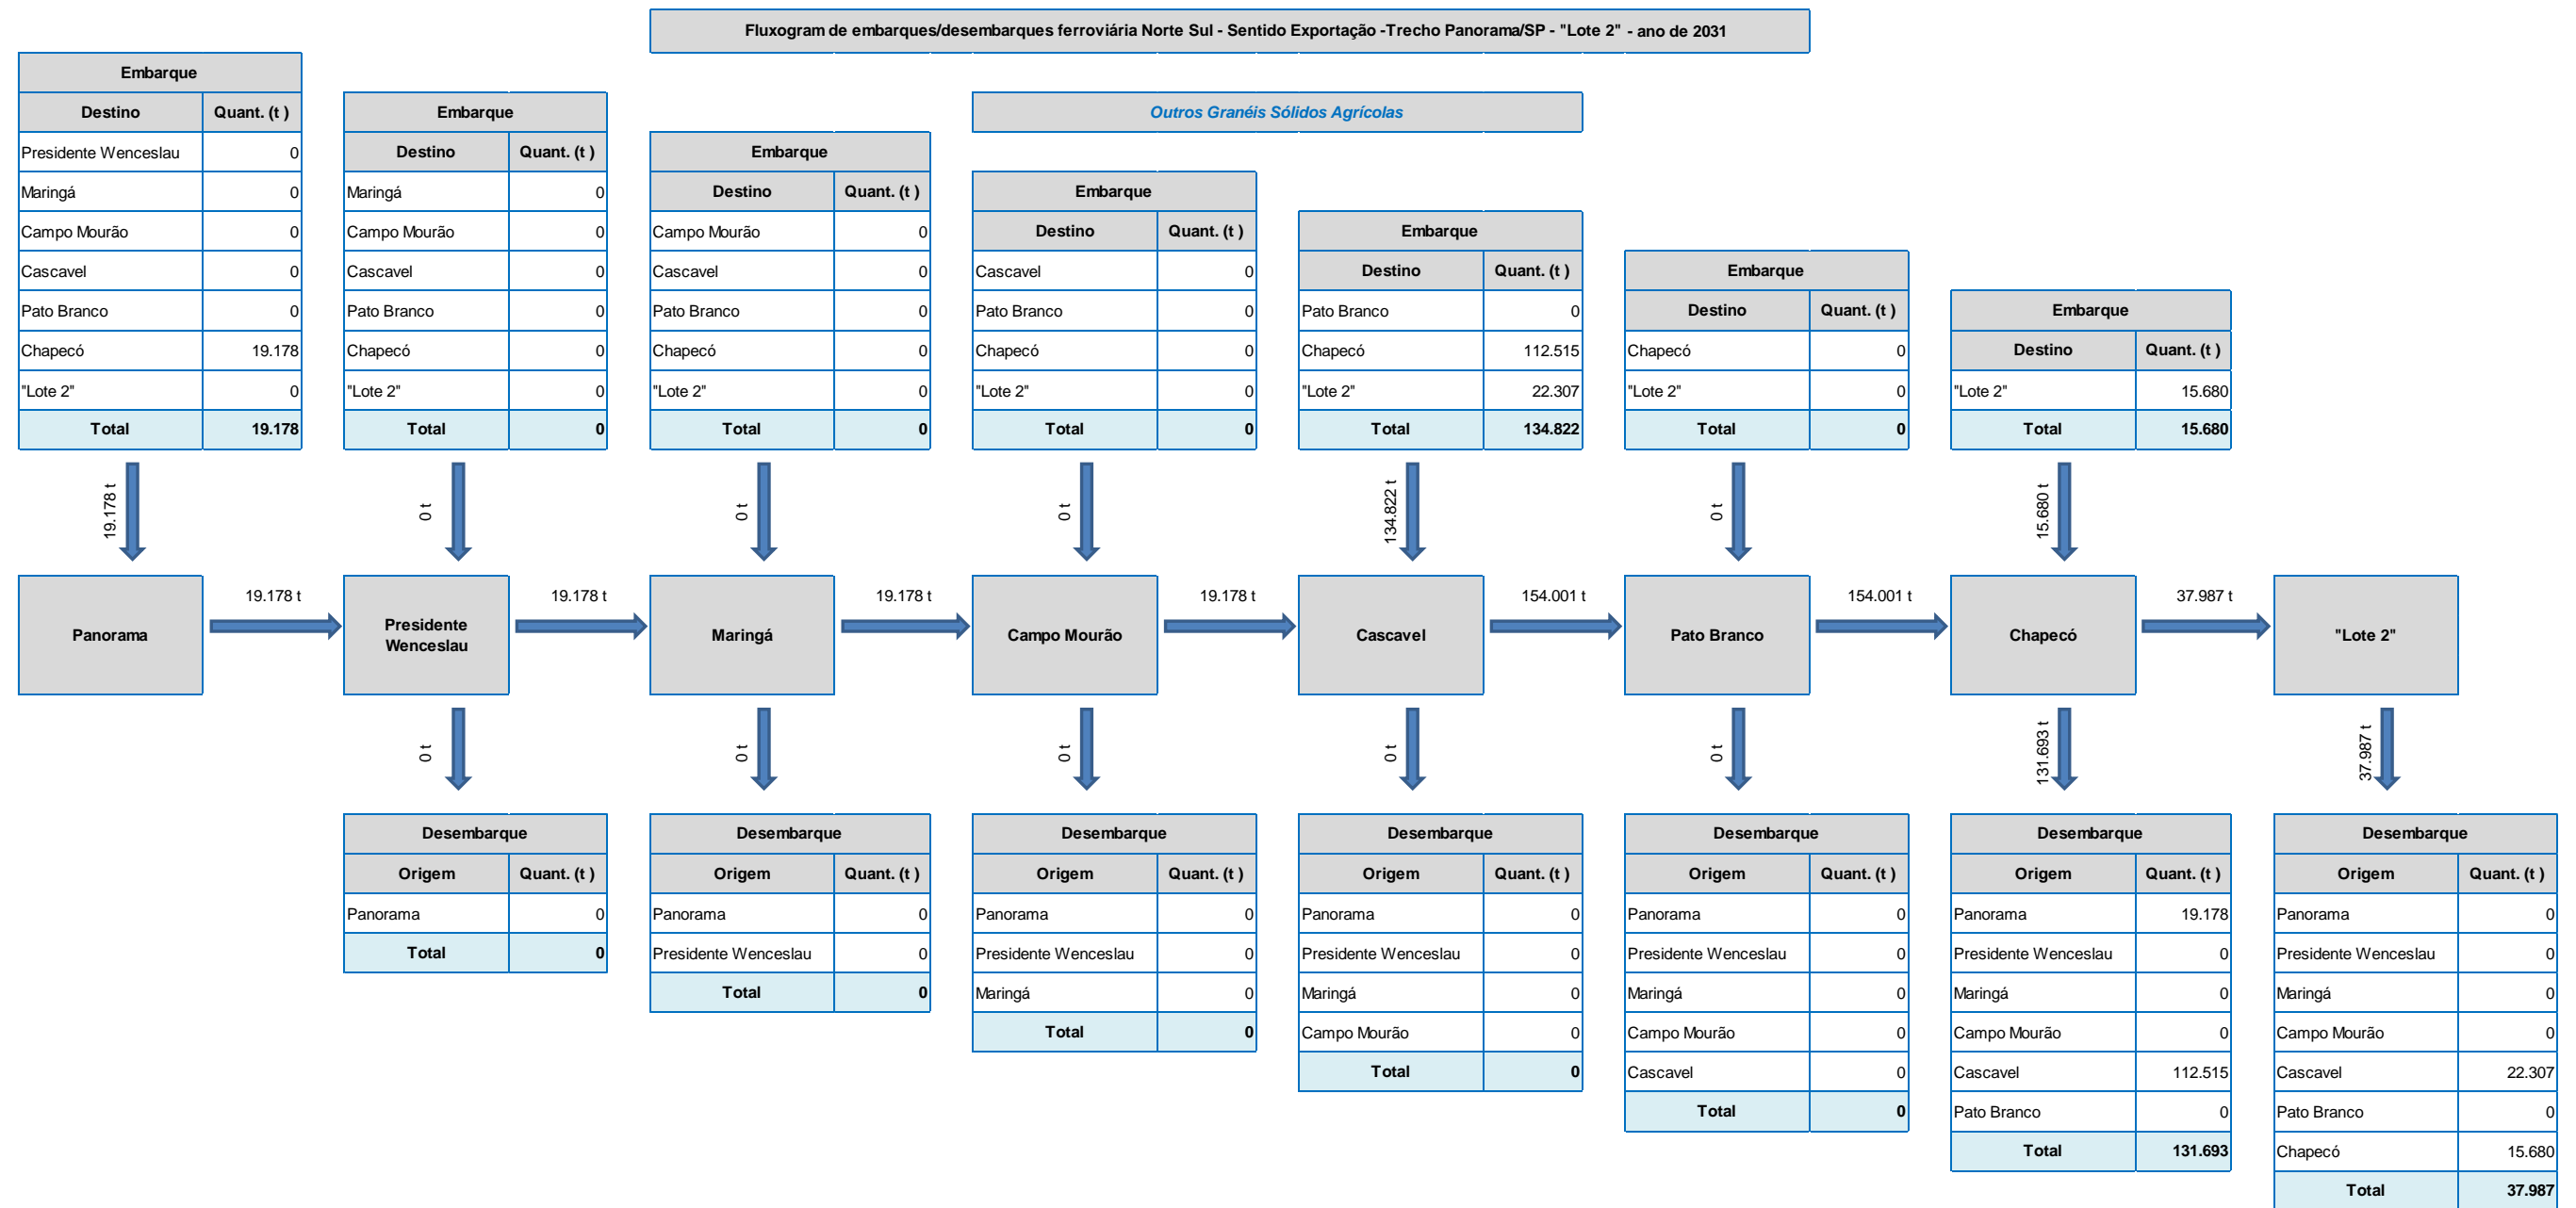 Fluxogram de embarques/desembarques ferroviária Norte Sul - Sentido Exportação -Trecho Panorama/SP - "Lote 2" - ano de 2031
Outros Granéis Sólidos Agrícolas
Embarque
Destino Quant. (t )
Presidente Wenceslau 0
Maringá 0
Campo Mourão 0
Cascavel 0
Pato Branco 0
Chapecó 19.178
"Lote 2" 0
Total 19.178
Embarque
Destino Quant. (t )
Maringá 0
Campo Mourão 0
Cascavel 0
Pato Branco 0
Chapecó 0
"Lote 2" 0
Total 0
Embarque
Destino Quant. (t )
Campo Mourão 0
Cascavel 0
Pato Branco 0
Chapecó 0
"Lote 2" 0
Total 0
Embarque
Destino Quant. (t )
Cascavel 0
Pato Branco 0
Chapecó 0
"Lote 2" 0
Total 0
Embarque
Destino Quant. (t )
Pato Branco 0
Chapecó 112.515
"Lote 2" 22.307
Total 134.822
Embarque
Destino Quant. (t )
Chapecó 0
"Lote 2" 0
Total 0
Embarque
Destino Quant. (t )
"Lote 2" 15.680
Total 15.680
19.178 t
0 t
0 t
0 t
134.822 t
0 t
15.680 t
Panorama
19.178 t
Presidente
Wenceslau
19.178 t
Maringá
19.178 t
Campo Mourão
19.178 t
Cascavel
154.001 t
Pato Branco
154.001 t
Chapecó
37.987 t
"Lote 2"
0 t
0 t
0 t
0 t
0 t
131.693 t
37.987 t
Desembarque
Origem Quant. (t )
Panorama 0
Total 0
Desembarque
Origem Quant. (t )
Panorama 0
Presidente Wenceslau 0
Total 0
Desembarque
Origem Quant. (t )
Panorama 0
Presidente Wenceslau 0
Maringá 0
Total 0
Desembarque
Origem Quant. (t )
Panorama 0
Presidente Wenceslau 0
Maringá 0
Campo Mourão 0
Total 0
Desembarque
Origem Quant. (t )
Panorama 0
Presidente Wenceslau 0
Maringá 0
Campo Mourão 0
Cascavel 0
Total 0
Desembarque
Origem Quant. (t )
Panorama 19.178
Presidente Wenceslau 0
Maringá 0
Campo Mourão 0
Cascavel 112.515
Pato Branco 0
Total 131.693
Desembarque
Origem Quant. (t )
Panorama 0
Presidente Wenceslau 0
Maringá 0
Campo Mourão 0
Cascavel 22.307
Pato Branco 0
Chapecó 15.680
Total 37.987